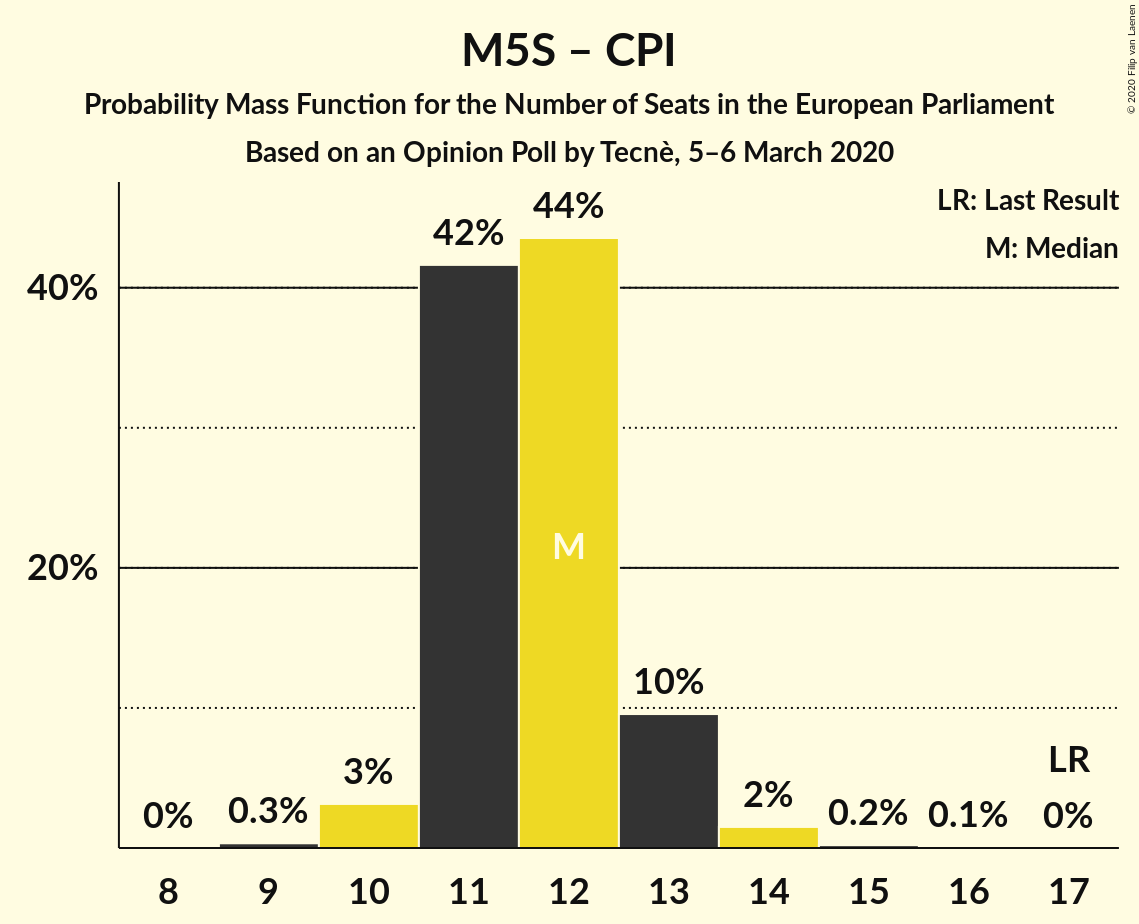 M5S – CPI
Probability Mass Function for the Number of Seats in the European Parliament
Based on an Opinion Poll by Tecnè, 5–6 March 2020
© 2020 Filip van Laenen
LR: Last Result
M: Median
40%
20%
0%
0.3%
3%
42%
44%
M
10%
2%
0.2%
0.1%
LR
0%
8 9 10 11 12 13 14 15 16 17